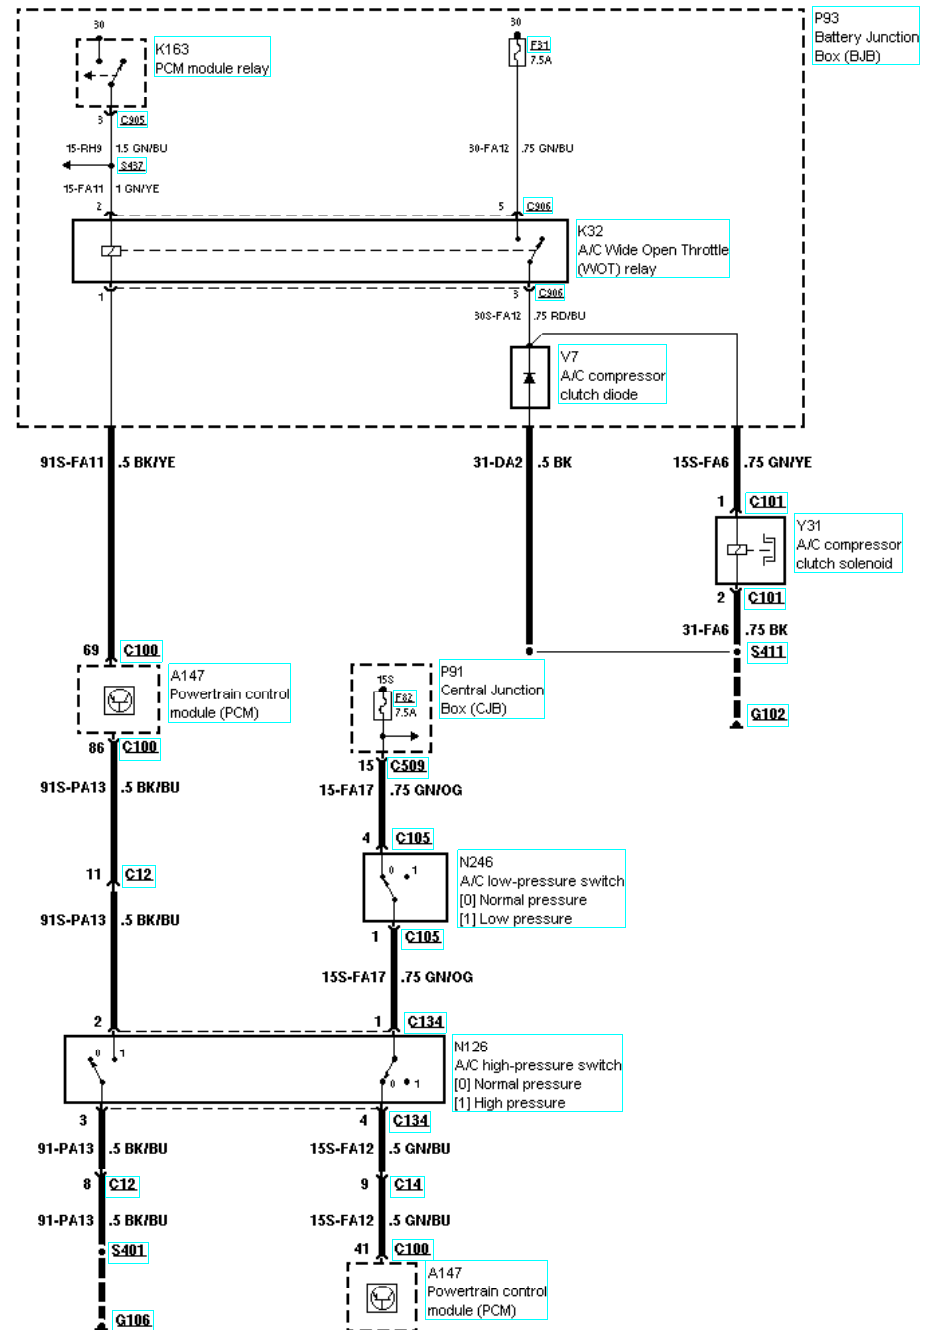 30
K163
PCM module relay
3 C905
15-RH9 1.5 GN/BU
S437
15-FA11 1 GN/YE
2
30
F31
7.5A
30-FA12 .75 GN/BU
5 C906
P93
Battery Junction
Box (BJB)
K32
A/C Wide Open Throttle
(WOT) relay
1
3 C906
30S-FA12 .75 RD/BU
V7
A/C compressor
clutch diode
91S-FA11 .5 BK/YE
31-DA2 .5 BK
15S-FA6 .75 GN/YE
1 C101
Y31
A/C compressor
clutch solenoid
2 C101
31-FA6 .75 BK
S411
G102
69 C100
A147
Powertrain control
module (PCM)
86 C100
91S-PA13 .5 BK/BU
11 C12
91S-PA13 .5 BK/BU
15S
F82
7.5A
P91
Central Junction
Box (CJB)
15 C509
15-FA17 .75 GN/OG
4 C105
0 1
N246
A/C low-pressure switch
[0] Normal pressure
[1] Low pressure
1 C105
15S-FA17 .75 GN/OG
2
1 C134
0 1
0 1
N126
A/C high-pressure switch
[0] Normal pressure
[1] High pressure
3
4 C134
91-PA13 .5 BK/BU
15S-FA12 .5 GN/BU
8 C12
9 C14
91-PA13 .5 BK/BU
15S-FA12 .5 GN/BU
S401
41 C100
G106
A147
Powertrain control
module (PCM)